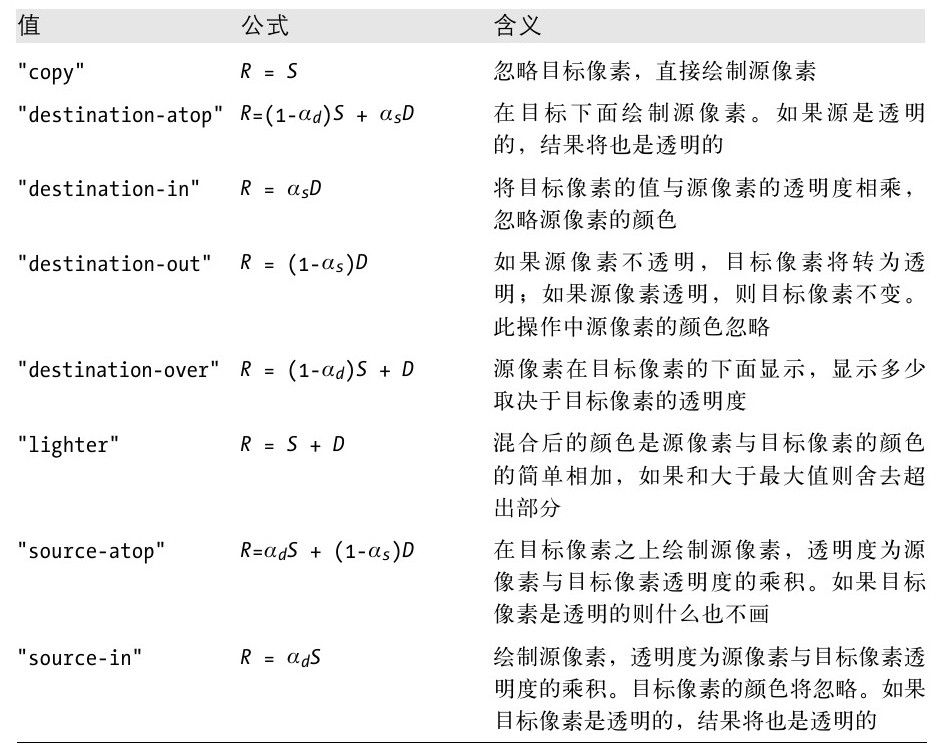 值 公式 含义
"copy" R = S 忽略目标像素，直接绘制源像素
"destination-atop" R=(1-αd)S + αsD 在目标下面绘制源像素。如果源是透明
的，结果将也是透明的
"destination-in" R = αsD 将目标像素的值与源像素的透明度相乘，
忽略源像素的颜色
"destination-out" R = (1-αs)D 如果源像素不透明，目标像素将转为透
明；如果源像素透明，则目标像素不变。
此操作中源像素的颜色忽略
"destination-over" R = (1-αd)S + D 源像素在目标像素的下面显示，显示多少
取决于目标像素的透明度
"lighter" R = S + D 混合后的颜色是源像素与目标像素的颜色
的简单相加，如果和大于最大值则舍去超
出部分
"source-atop" R=αdS + (1-αs)D 在目标像素之上绘制源像素，透明度为源
像素与目标像素透明度的乘积。如果目标
像素是透明的则什么也不画
"source-in" R = αdS 绘制源像素，透明度为源像素与目标像素透
明度的乘积。目标像素的颜色将忽略。如果
目标像素是透明的，结果将也是透明的